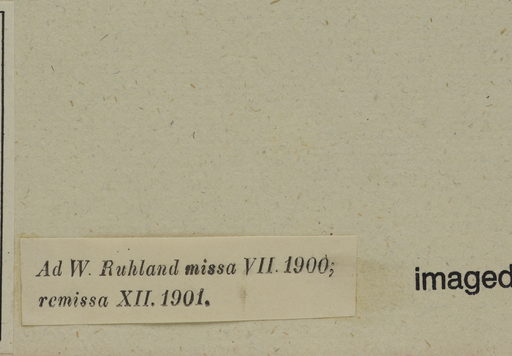 Ad W. Ruhland missa VII. 1900;
remissa XII. 1901.
imaged